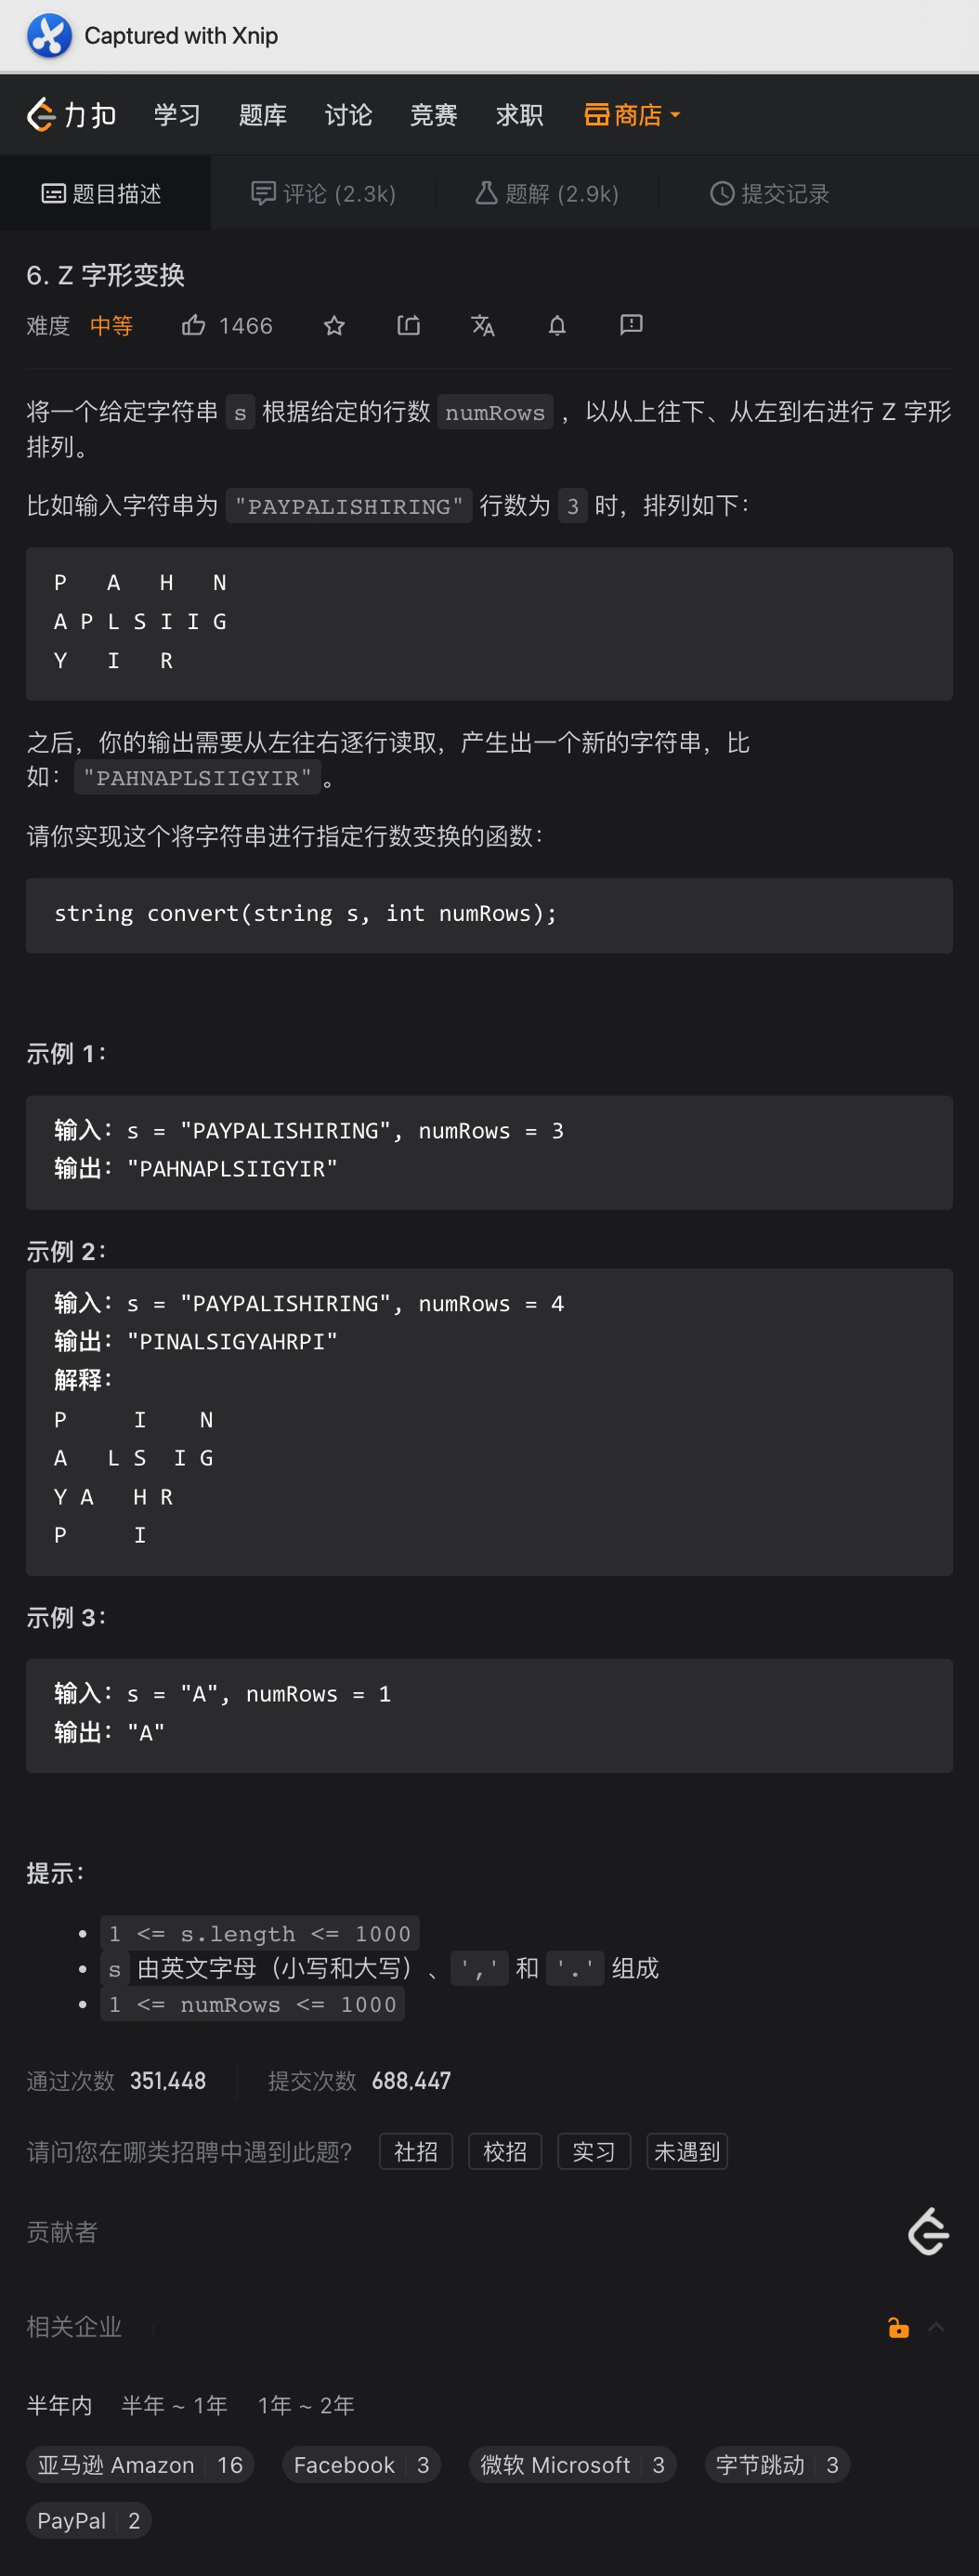 Captured with Xnip
力扣 学习 题库 讨论 竞赛 求职 商店
题目描述 评论 (2.3k) 题解 (2.9k) 提交记录
6. Z 字形变换
难度 中等 1466
将一个给定字符串 s 根据给定的行数 numRows ，以从上往下、从左到右进行 Z 字形
排列。
比如输入字符串为 "PAYPALISHIRING" 行数为 3 时，排列如下：
P   A   H   N
A P L S I I G
Y   I   R
之后，你的输出需要从左往右逐行读取，产生出一个新的字符串，比
如："PAHNAPLSIIGYIR"。
请你实现这个将字符串进行指定行数变换的函数：
string convert(string s, int numRows);
示例 1：
输入：s = "PAYPALISHIRING", numRows = 3
输出："PAHNAPLSIIGYIR"
示例 2：
输入：s = "PAYPALISHIRING", numRows = 4
输出："PINALSIGYAHRPI"
解释：
P     I    N
A   L S  I G
Y A   H R
P     I
示例 3：
输入：s = "A", numRows = 1
输出："A"
提示：
• 1 <= s.length <= 1000
• s 由英文字母（小写和大写）、',' 和 '.' 组成
• 1 <= numRows <= 1000
通过次数 351,448 提交次数 688,447
请问您在哪类招聘中遇到此题？ 社招 校招 实习 未遇到
贡献者
相关企业
半年内 半年 ~ 1年 1年 ~ 2年
亚马逊 Amazon 16 Facebook 3 微软 Microsoft 3 字节跳动 3
PayPal 2